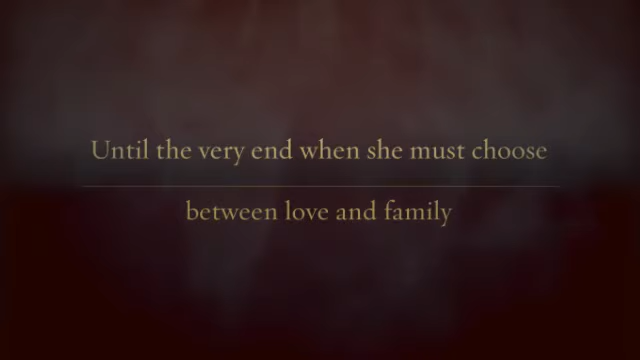 Until the very end when she must choose
between love and family